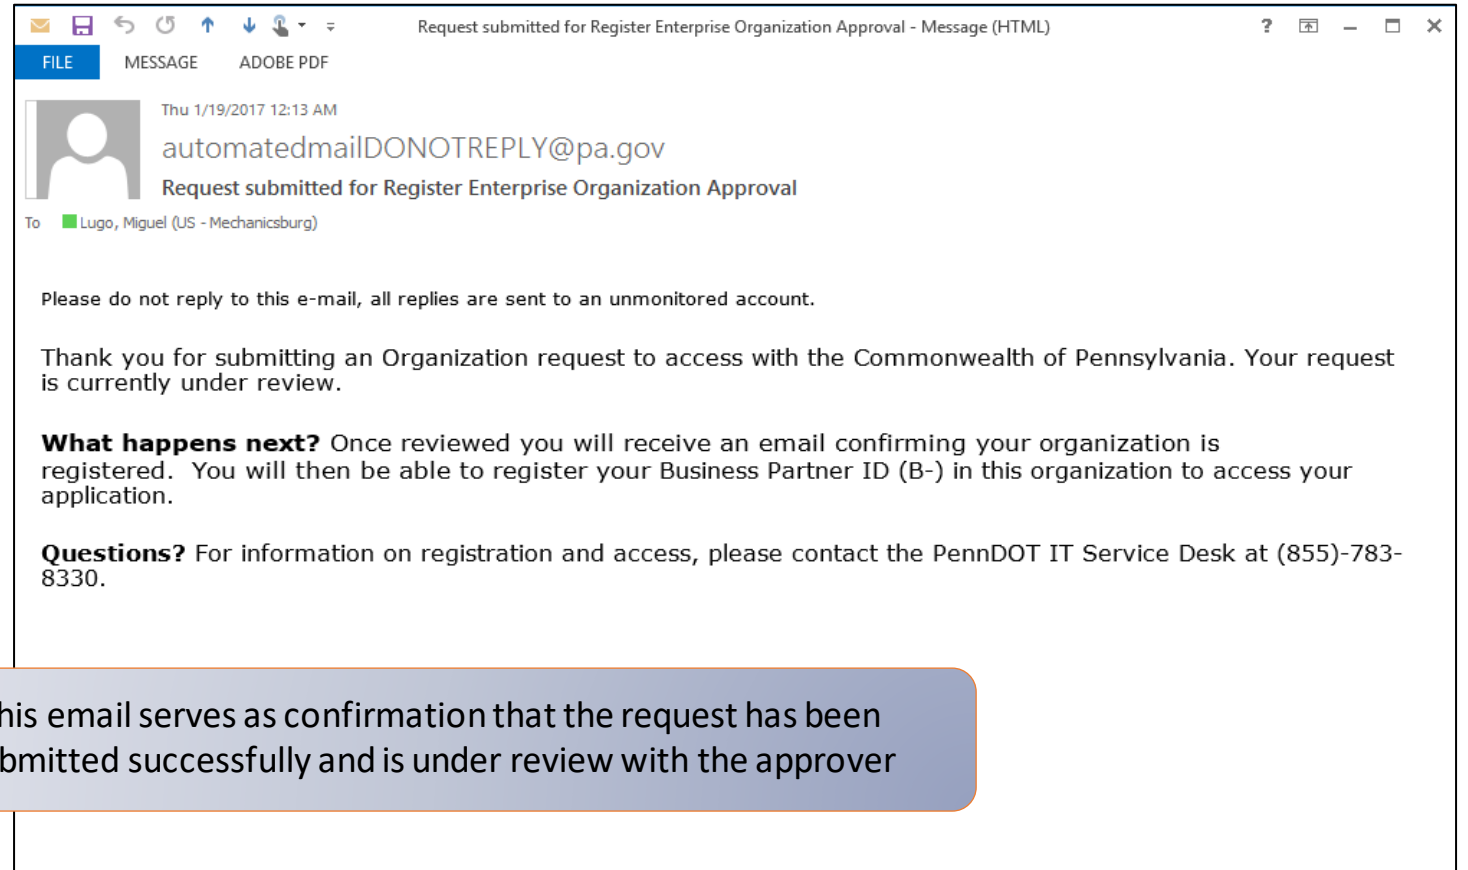 Request submitted for Register Enterprise Organization Approval - Message (HTML)
?
FILE MESSAGE ADOBE PDF
Thu 1/19/2017 12:13 AM
automatedmailDONOTREPLY@pa.gov
Request submitted for Register Enterprise Organization Approval
To Lugo, Miguel (US - Mechanicsburg)
Please do not reply to this e-mail, all replies are sent to an unmonitored account.
Thank you for submitting an Organization request to access with the Commonwealth of Pennsylvania. Your request
is currently under review.
What happens next? Once reviewed you will receive an email confirming your organization is
registered.  You will then be able to register your Business Partner ID (B-) in this organization to access your
application.
Questions? For information on registration and access, please contact the PennDOT IT Service Desk at (855)-783-
8330.
his email serves as confirmation that the request has been
bmitted successfully and is under review with the approver